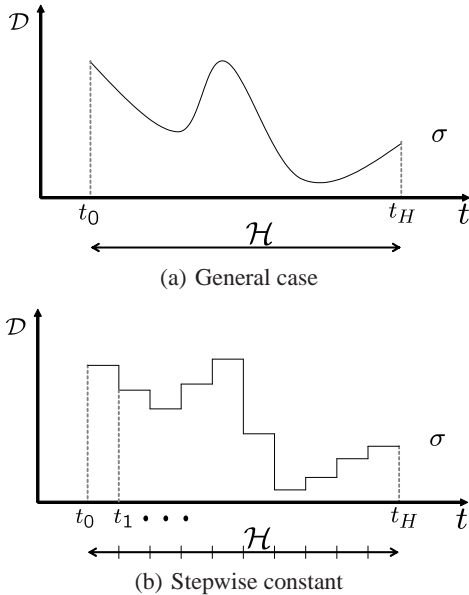 𝒟
σ
t₀ t_H t
ℋ
(a) General case
𝒟
σ
t₀ t₁ • • • t_H t
ℋ
(b) Stepwise constant